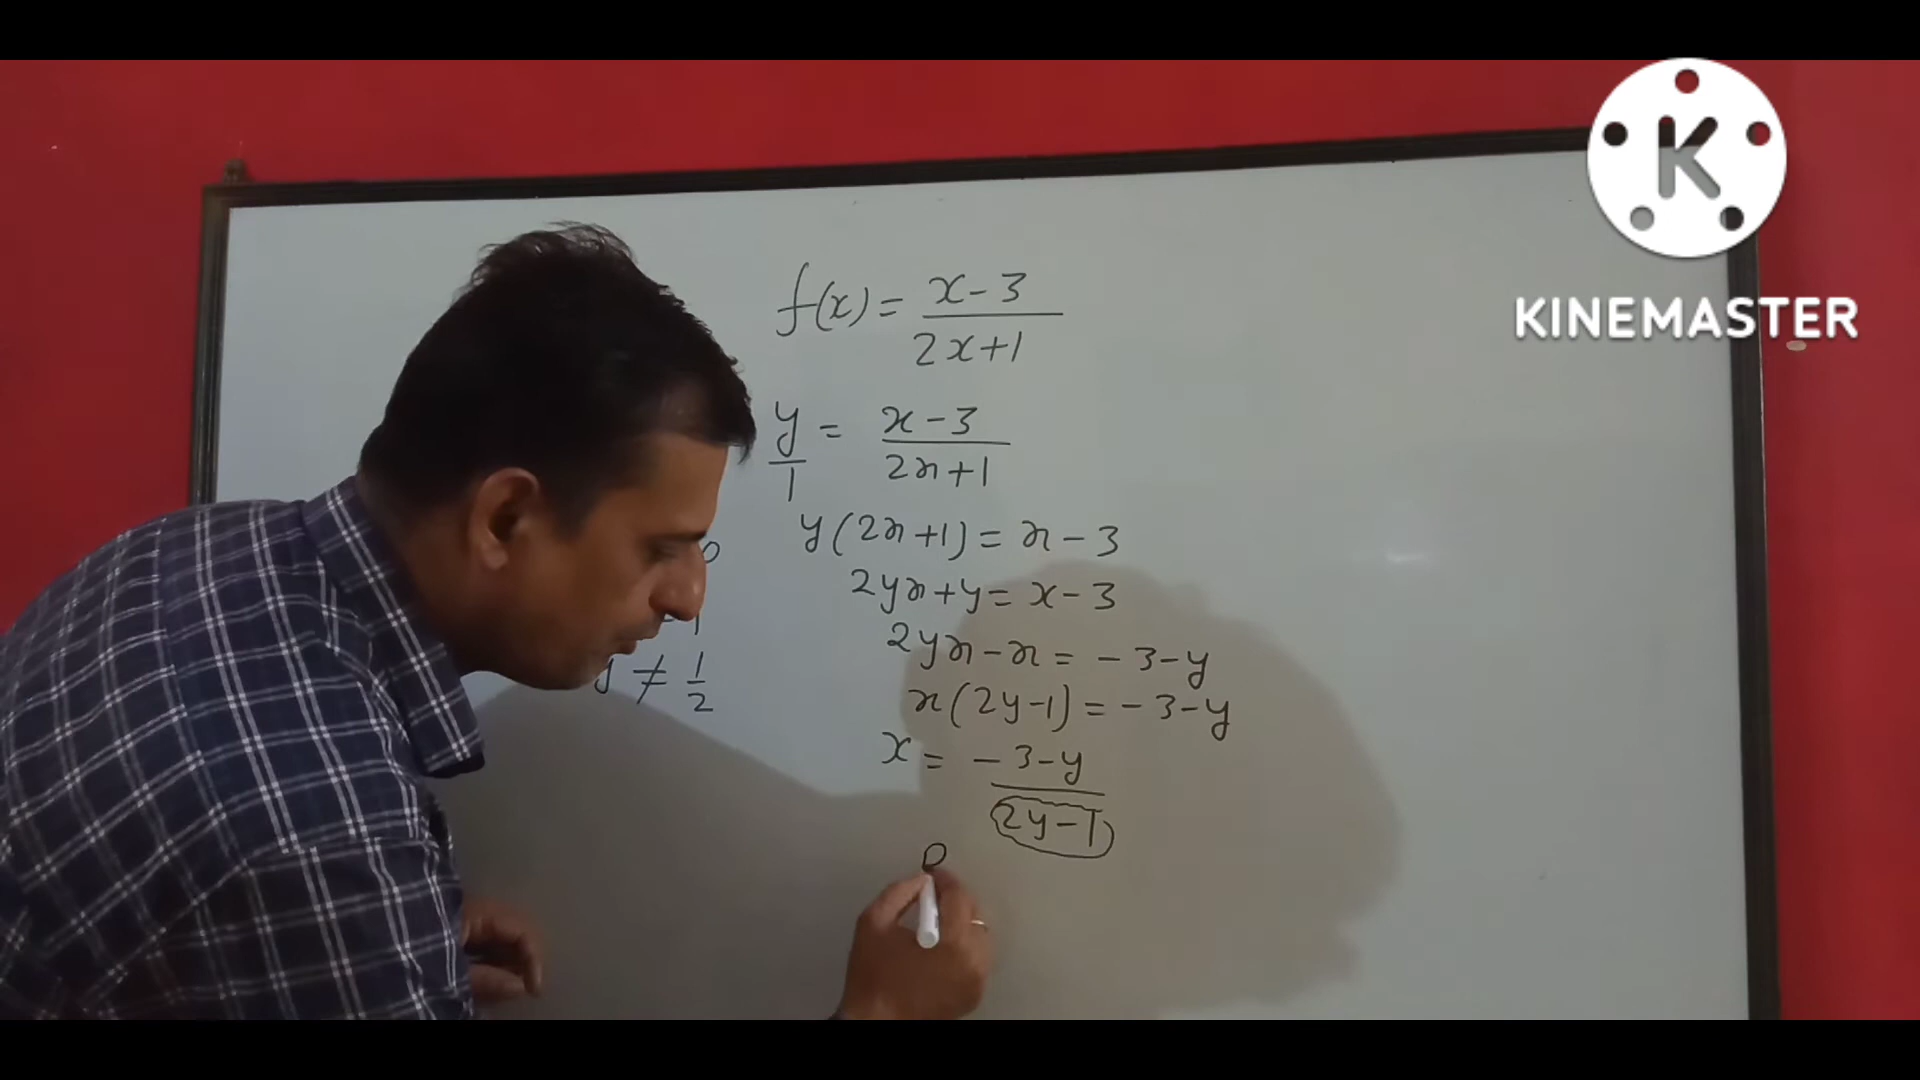 K
KINEMASTER
f(x) = x-3 / 2x+1
y/1 = x-3 / 2x+1
y(2x+1) = x-3
2yx+y = x-3
2yx-x = -3-y
x(2y-1) = -3-y
x = -3-y / 2y-1
y ≠ 1/2